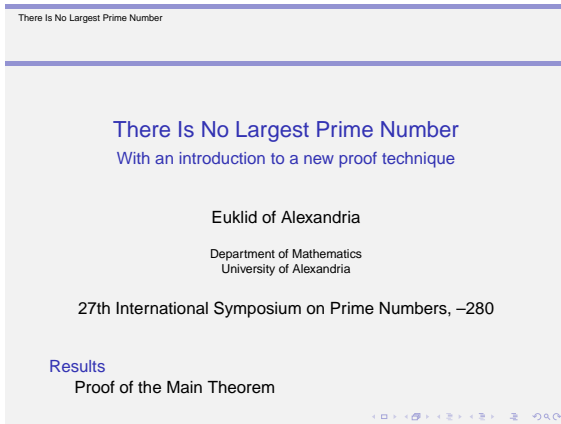 There Is No Largest Prime Number
There Is No Largest Prime Number
With an introduction to a new proof technique
Euklid of Alexandria
Department of Mathematics
University of Alexandria
27th International Symposium on Prime Numbers, –280
Results
Proof of the Main Theorem